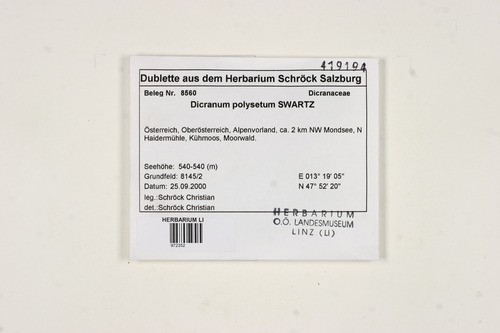 419194
Dublette aus dem Herbarium Schröck Salzburg
Beleg Nr. 8560 Dicranaceae
Dicranum polysetum SWARTZ
Österreich, Oberösterreich, Alpenvorland, ca. 2 km NW Mondsee, N
Haidermühle, Kühmoos, Moorwald.
Seehöhe: 540-540 (m)
Grundfeld: 8145/2 E 013° 19' 05"
Datum: 25.09.2000 N 47° 52' 20"
leg.:Schröck Christian
det.:Schröck Christian
HERBARIUM LI
972352
HERBARIUM
O.Ö. LANDESMUSEUM
LINZ (LI)